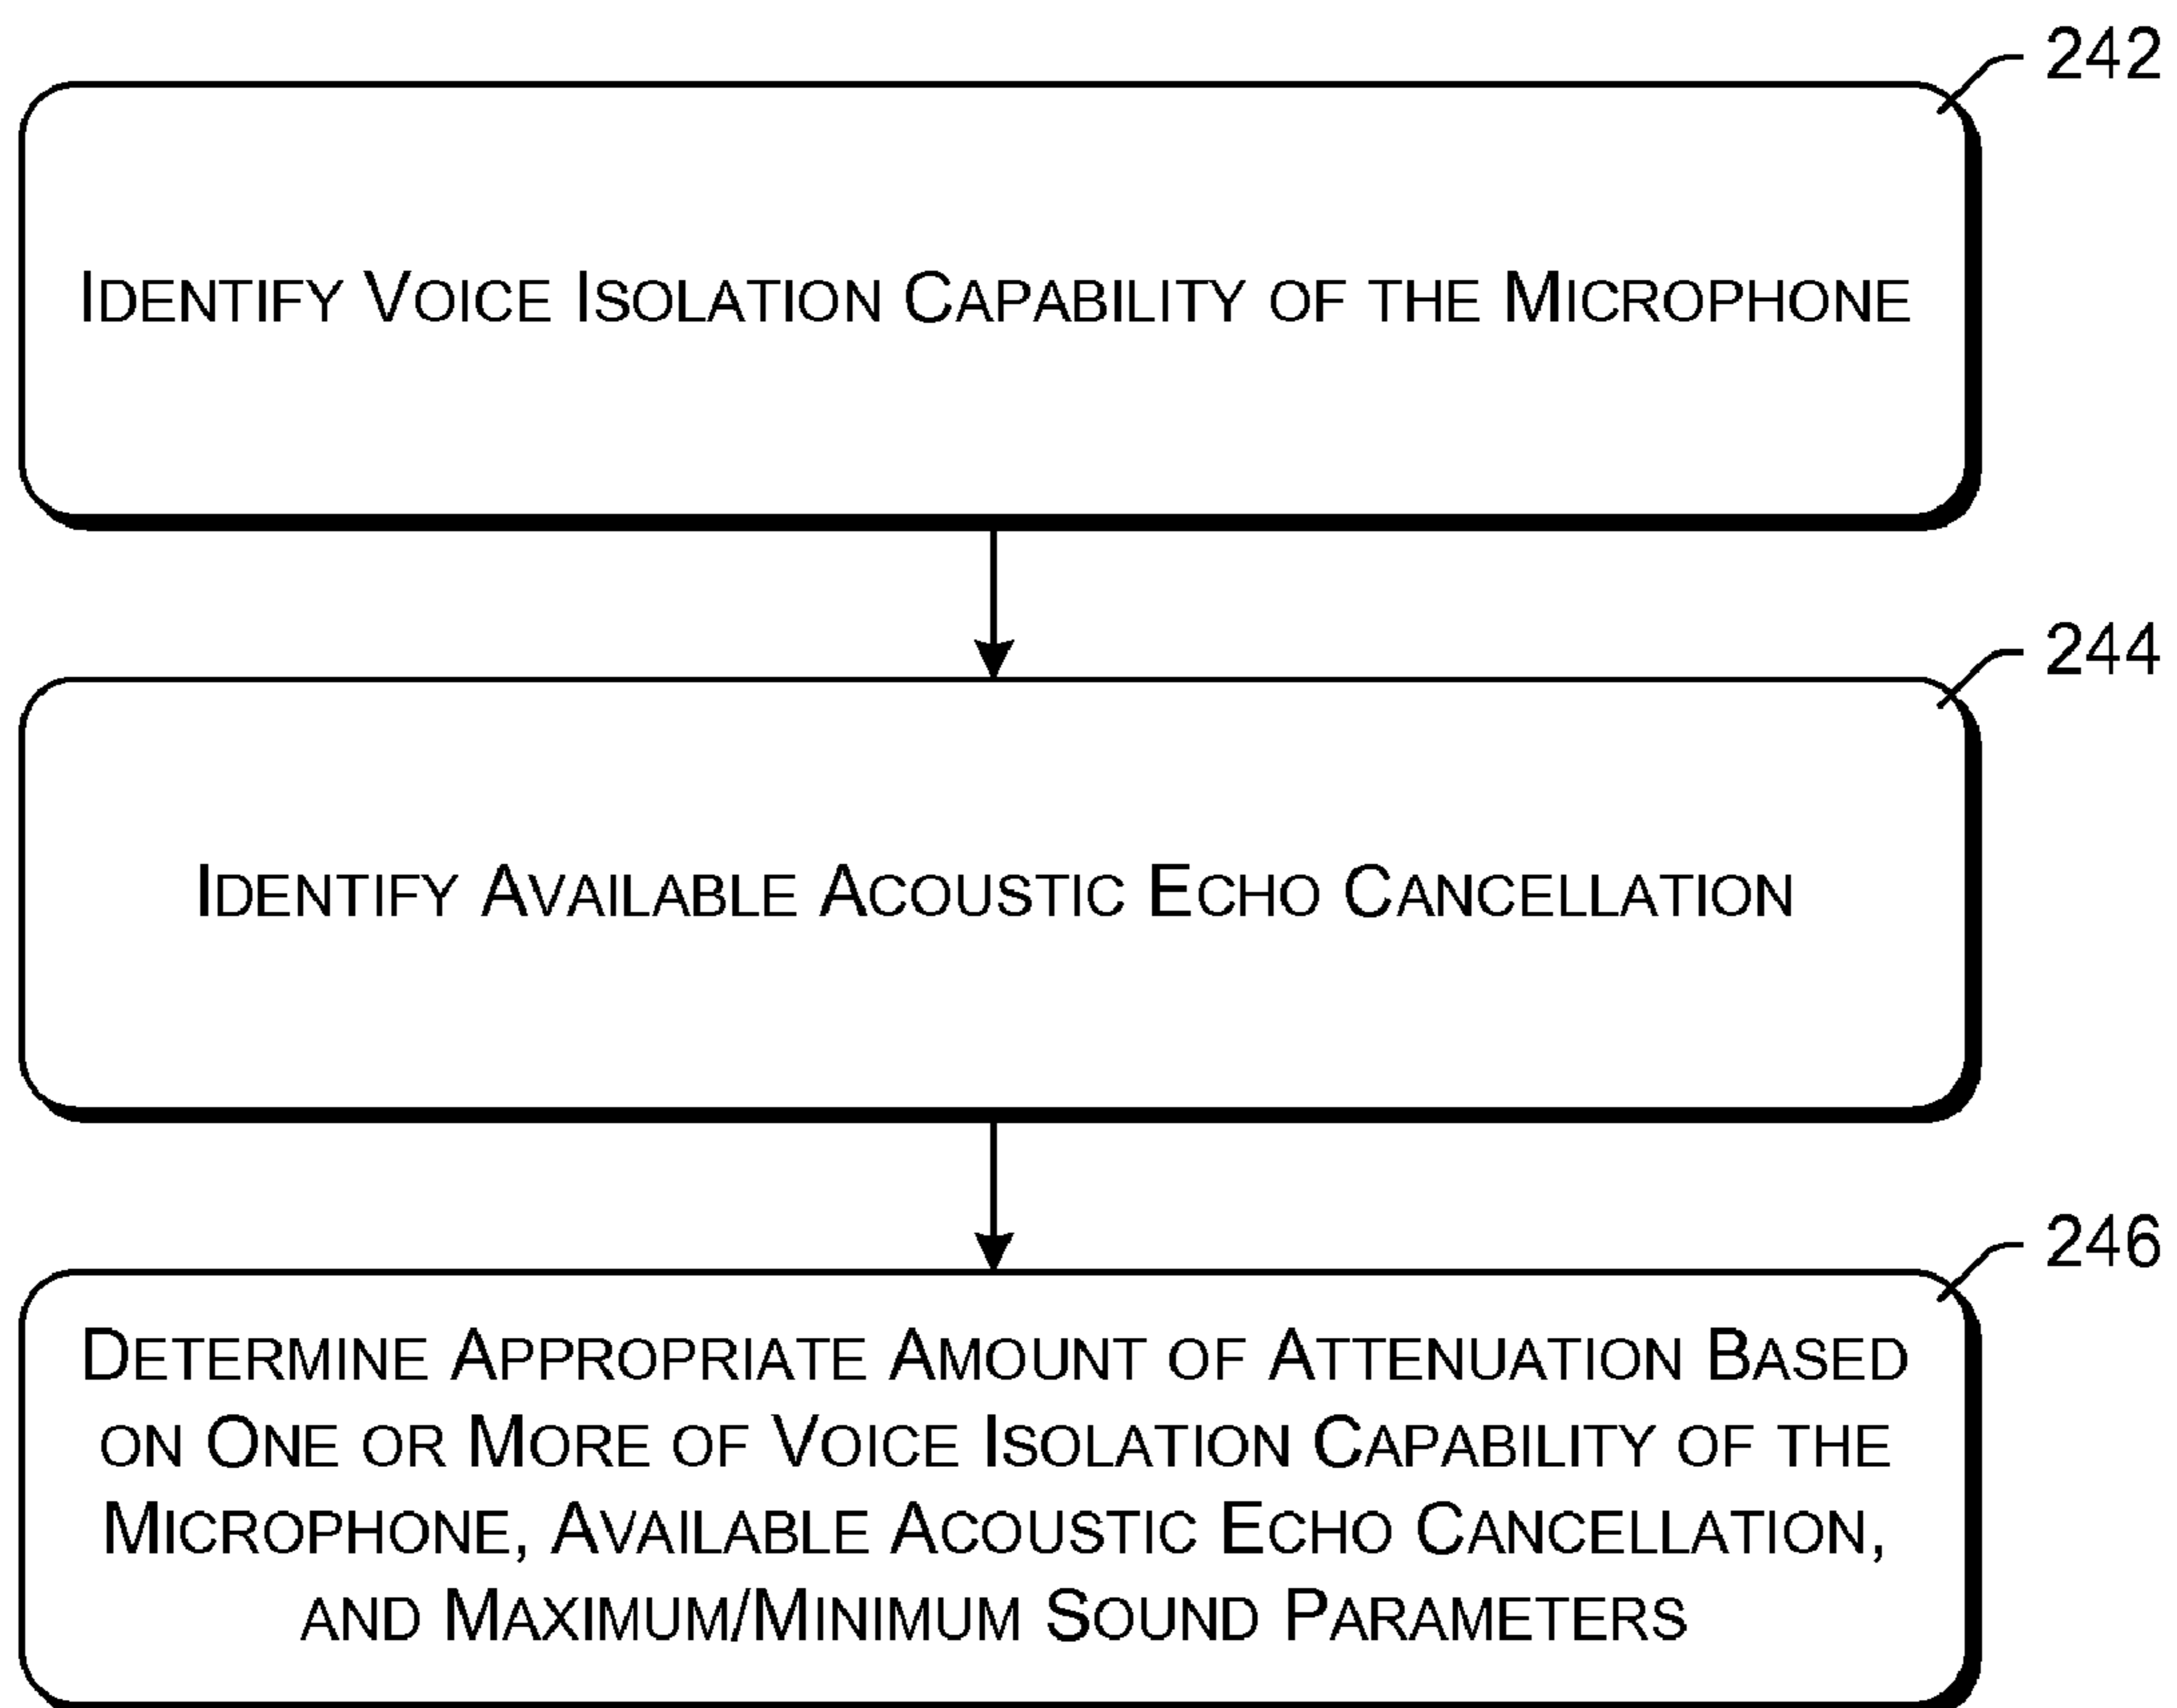 242
Identify Voice Isolation Capability of the Microphone
244
Identify Available Acoustic Echo Cancellation
246
Determine Appropriate Amount of Attenuation Based
on One or More of Voice Isolation Capability of the
Microphone, Available Acoustic Echo Cancellation,
and Maximum/Minimum Sound Parameters